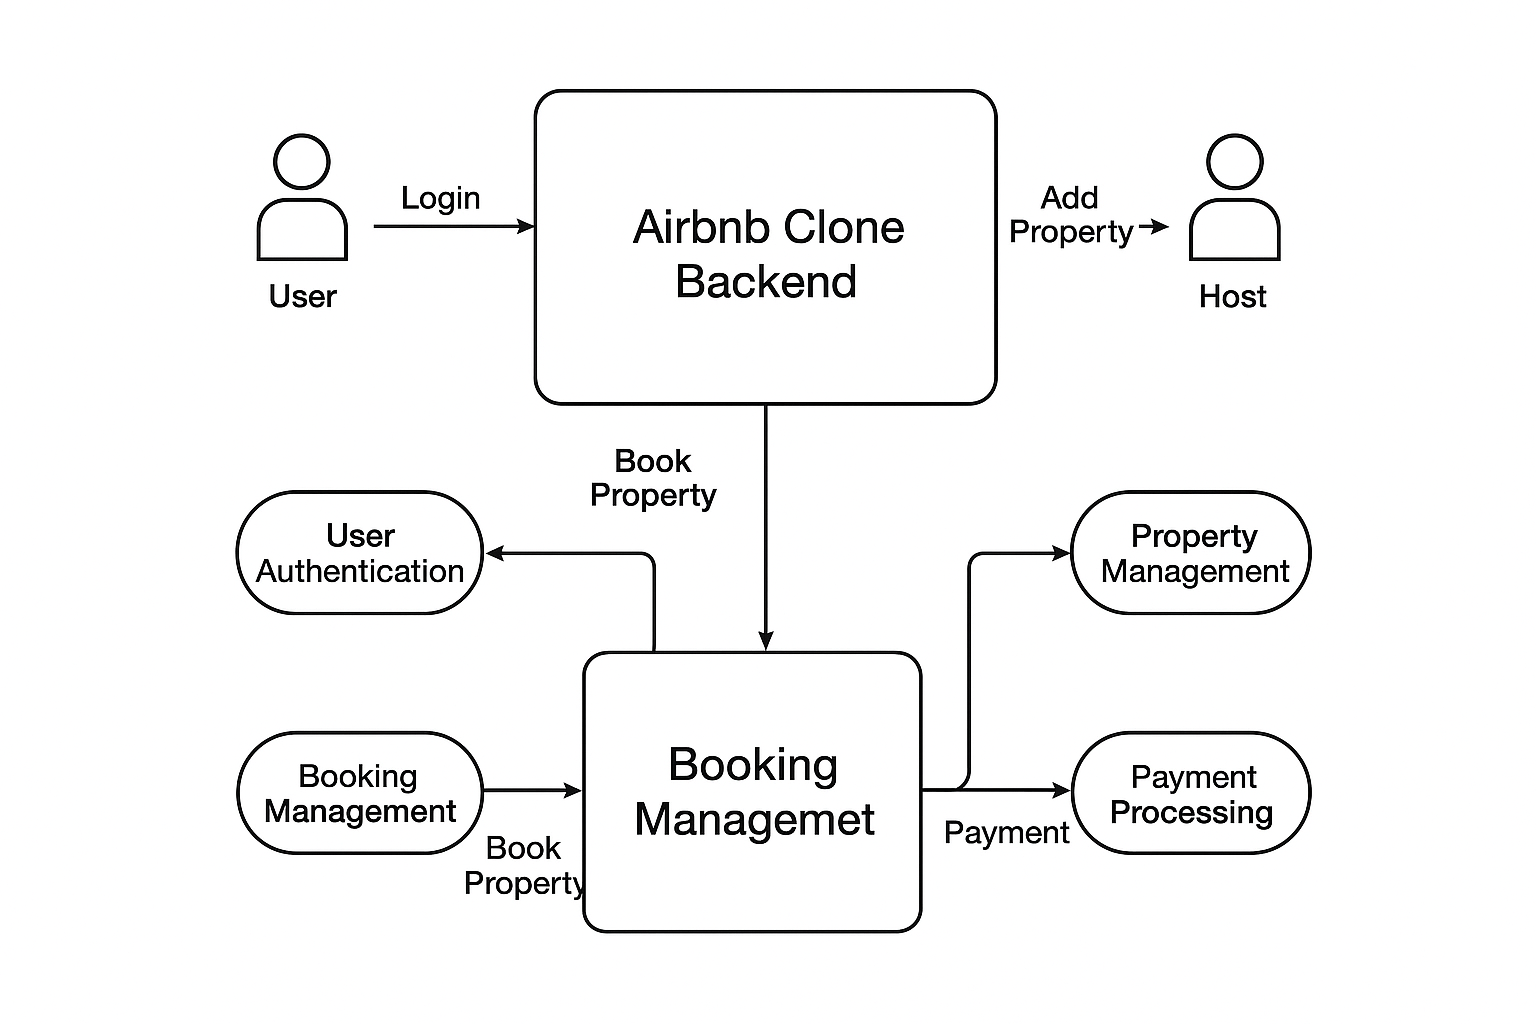 Login
User
Airbnb Clone
Backend
Add
Property
Host
Book
Property
User
Authentication
Property
Management
Booking
Management
Book
Property
Booking
Managemet
Payment
Payment
Processing